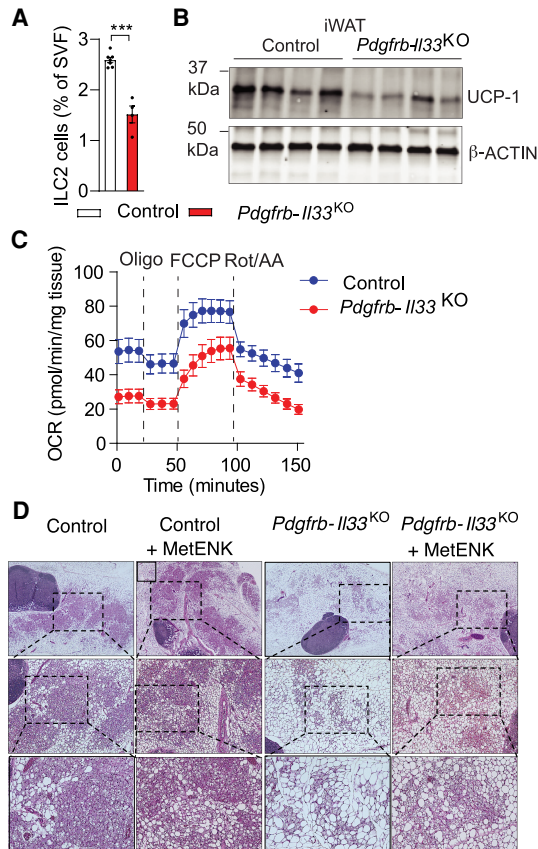 A
***
ILC2 cells (% of SVF)
3
2
1
0
Control
Pdgfrb-Il33KO
B
iWAT
Control
Pdgfrb-Il33KO
37
kDa
UCP-1
50
kDa
β-ACTIN
C
Oligo
FCCP
Rot/AA
Control
Pdgfrb-Il33 KO
OCR (pmol/min/mg tissue)
100
80
60
40
20
0
0
50
100
150
Time (minutes)
D
Control
Control
+ MetENK
Pdgfrb-Il33KO
Pdgfrb-Il33KO
+ MetENK